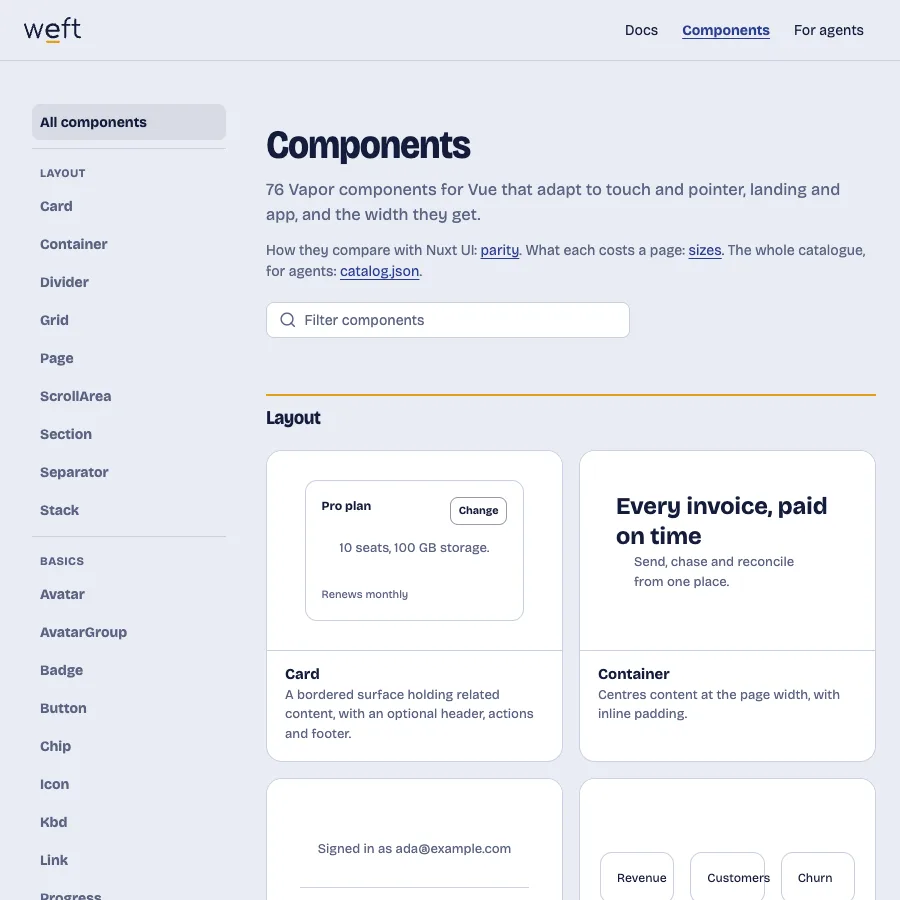 weft
Docs
Components
For agents
All components
LAYOUT
Card
Container
Divider
Grid
Page
ScrollArea
Section
Separator
Stack
BASICS
Avatar
AvatarGroup
Badge
Button
Chip
Icon
Kbd
Link
Progress
Components
76 Vapor components for Vue that adapt to touch and pointer, landing and
app, and the width they get.
How they compare with Nuxt UI: parity. What each costs a page: sizes. The whole catalogue,
for agents: catalog.json.
Filter components
Layout
Pro plan
Change
10 seats, 100 GB storage.
Renews monthly
Card
A bordered surface holding related
content, with an optional header, actions
and footer.
Every invoice, paid
on time
Send, chase and reconcile
from one place.
Container
Centres content at the page width, with
inline padding.
Signed in as ada@example.com
Revenue
Customers
Churn